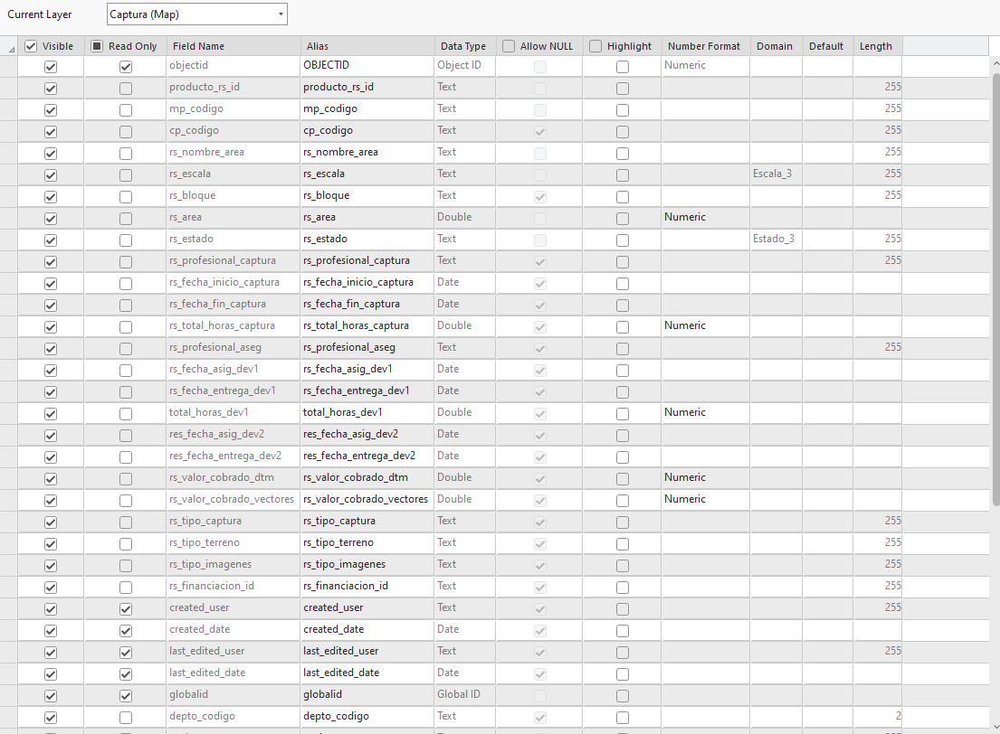 Current Layer Captura (Map)
Visible Read Only Field Name Alias Data Type Allow NULL Highlight Number Format Domain Default Length
objectid OBJECTID Object ID Numeric
producto_rs_id producto_rs_id Text 255
mp_codigo mp_codigo Text 255
cp_codigo cp_codigo Text 255
rs_nombre_area rs_nombre_area Text 255
rs_escala rs_escala Text Escala_3 255
rs_bloque rs_bloque Text 255
rs_area rs_area Double Numeric
rs_estado rs_estado Text Estado_3 255
rs_profesional_captura rs_profesional_captura Text 255
rs_fecha_inicio_captura rs_fecha_inicio_captura Date
rs_fecha_fin_captura rs_fecha_fin_captura Date
rs_total_horas_captura rs_total_horas_captura Double Numeric
rs_profesional_aseg rs_profesional_aseg Text 255
rs_fecha_asig_dev1 rs_fecha_asig_dev1 Date
rs_fecha_entrega_dev1 rs_fecha_entrega_dev1 Date
total_horas_dev1 total_horas_dev1 Double Numeric
res_fecha_asig_dev2 res_fecha_asig_dev2 Date
res_fecha_entrega_dev2 res_fecha_entrega_dev2 Date
rs_valor_cobrado_dtm rs_valor_cobrado_dtm Double Numeric
rs_valor_cobrado_vectores rs_valor_cobrado_vectores Double Numeric
rs_tipo_captura rs_tipo_captura Text 255
rs_tipo_terreno rs_tipo_terreno Text 255
rs_tipo_imagenes rs_tipo_imagenes Text 255
rs_financiacion_id rs_financiacion_id Text 255
created_user created_user Text 255
created_date created_date Date
last_edited_user last_edited_user Text 255
last_edited_date last_edited_date Date
globalid globalid Global ID
depto_codigo depto_codigo Text 2